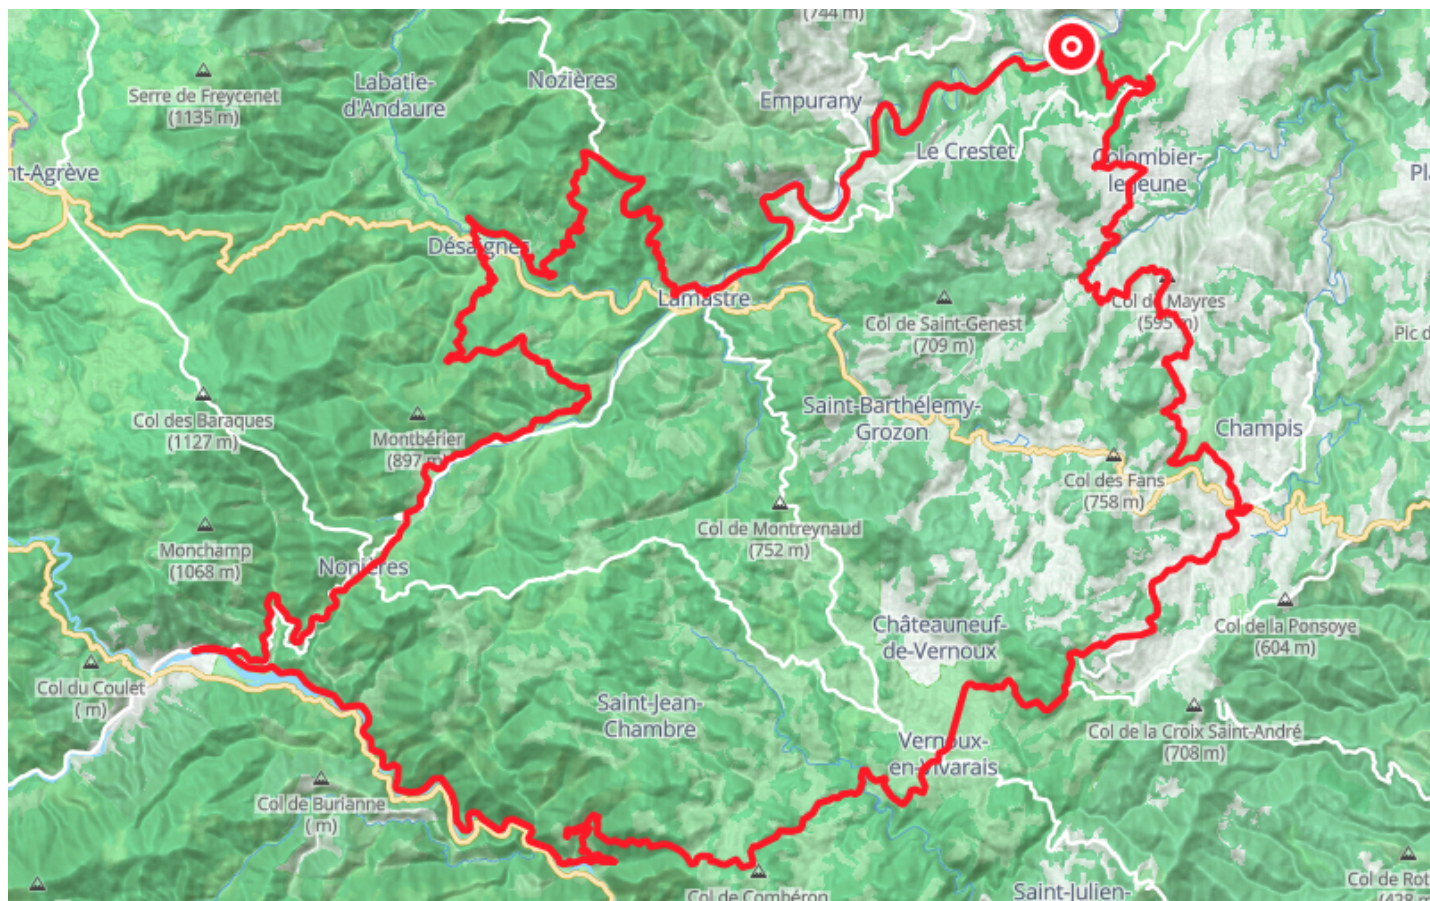 (744 m)
Serre de Freycenet
(1135 m)
Labatie-
d'Andaure
Nozières
Empurany
Le Crestet
nt-Agrève
Colombier-
lejeune
Pl
Désaignes
Lamastre
Col de Saint-Genest
(709 m)
Col de Mayres
(595 m)
Pic d
Col des Baraques
(1127 m)
Montbérier
(897 m)
Saint-Barthélemy-
Grozon
Champis
Col des Fans
(758 m)
Col de Montreynaud
(752 m)
Monchamp
(1068 m)
Nonières
Châteauneuf-
de-Vernoux
Col de la Ponsoye
(604 m)
Col du Coulet
( m)
Saint-Jean-
Chambre
Vernoux-
en-Vivarais
Col de la Croix Saint-André
(708 m)
Col de Burianne
( m)
Col de Combéron
Saint-Julien-
Col de Rot
(428 m